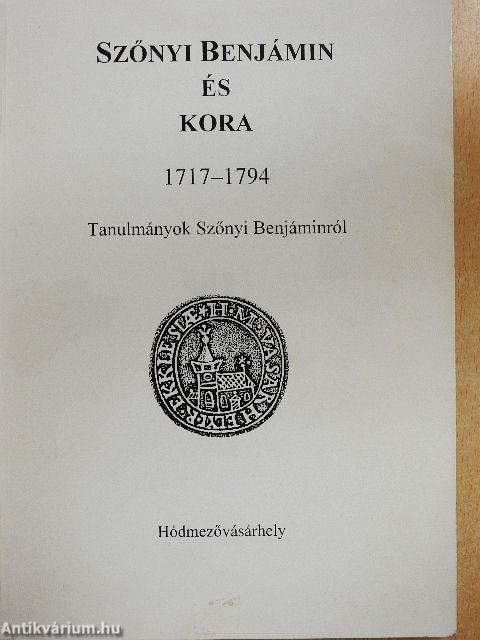 SZŐNYI BENJÁMIN
ÉS
KORA
1717–1794
Tanulmányok Szőnyi Benjáminról
Hódmezővásárhely
Antikvárium.hu